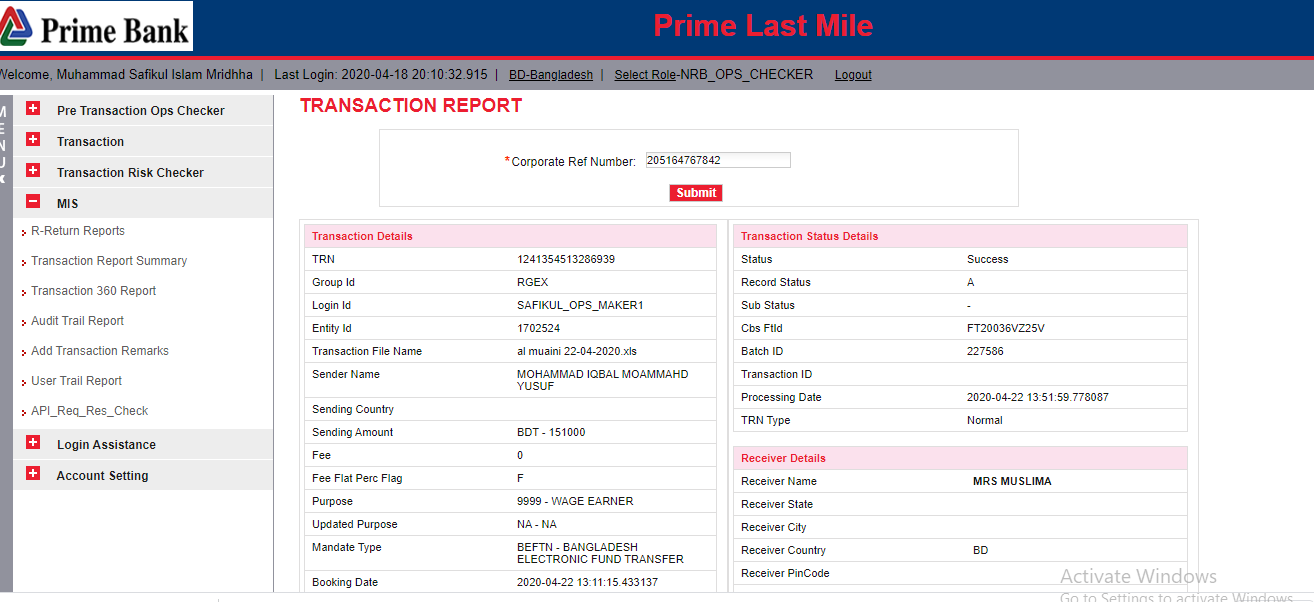 Prime Bank
Prime Last Mile
Welcome, Muhammad Safikul Islam Mridhha | Last Login: 2020-04-18 20:10:32.915 | BD-Bangladesh | Select Role-NRB_OPS_CHECKER Logout
MENU
Pre Transaction Ops Checker
Transaction
Transaction Risk Checker
MIS
R-Return Reports
Transaction Report Summary
Transaction 360 Report
Audit Trail Report
Add Transaction Remarks
User Trail Report
API_Req_Res_Check
Login Assistance
Account Setting
TRANSACTION REPORT
*Corporate Ref Number: 205164767842
Submit
Transaction Details
TRN 1241354513286939
Group Id RGEX
Login Id SAFIKUL_OPS_MAKER1
Entity Id 1702524
Transaction File Name al muaini 22-04-2020.xls
Sender Name MOHAMMAD IQBAL MOAMMAHD
YUSUF
Sending Country
Sending Amount BDT - 151000
Fee 0
Fee Flat Perc Flag F
Purpose 9999 - WAGE EARNER
Updated Purpose NA - NA
Mandate Type BEFTN - BANGLADESH
ELECTRONIC FUND TRANSFER
Booking Date 2020-04-22 13:11:15.433137
Transaction Status Details
Status Success
Record Status A
Sub Status -
Cbs FtId FT20036VZ25V
Batch ID 227586
Transaction ID
Processing Date 2020-04-22 13:51:59.778087
TRN Type Normal
Receiver Details
Receiver Name MRS MUSLIMA
Receiver State
Receiver City
Receiver Country BD
Receiver PinCode
Activate Windows
Go to Settings to activate Windows.